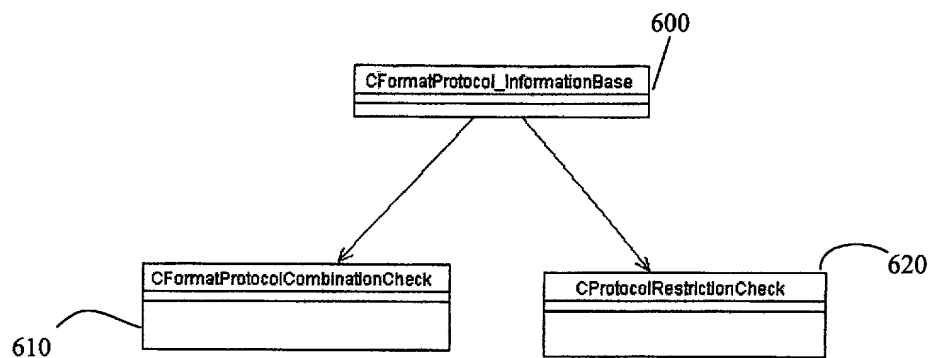 600
CFormatProtocol_InformationBase
CFormatProtocolCombinationCheck
CProtocolRestrictionCheck
620
610